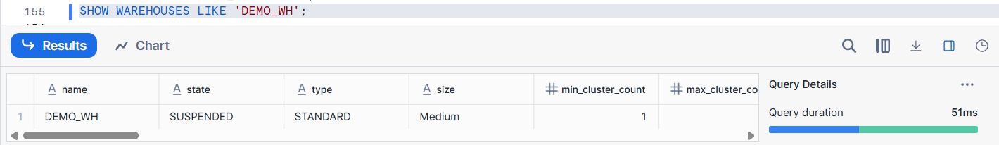 155 SHOW WAREHOUSES LIKE 'DEMO_WH';
Results Chart
A name A state A type A size # min_cluster_count # max_cluster_co
Query Details ...
1 DEMO_WH SUSPENDED STANDARD Medium 1
Query duration 51ms